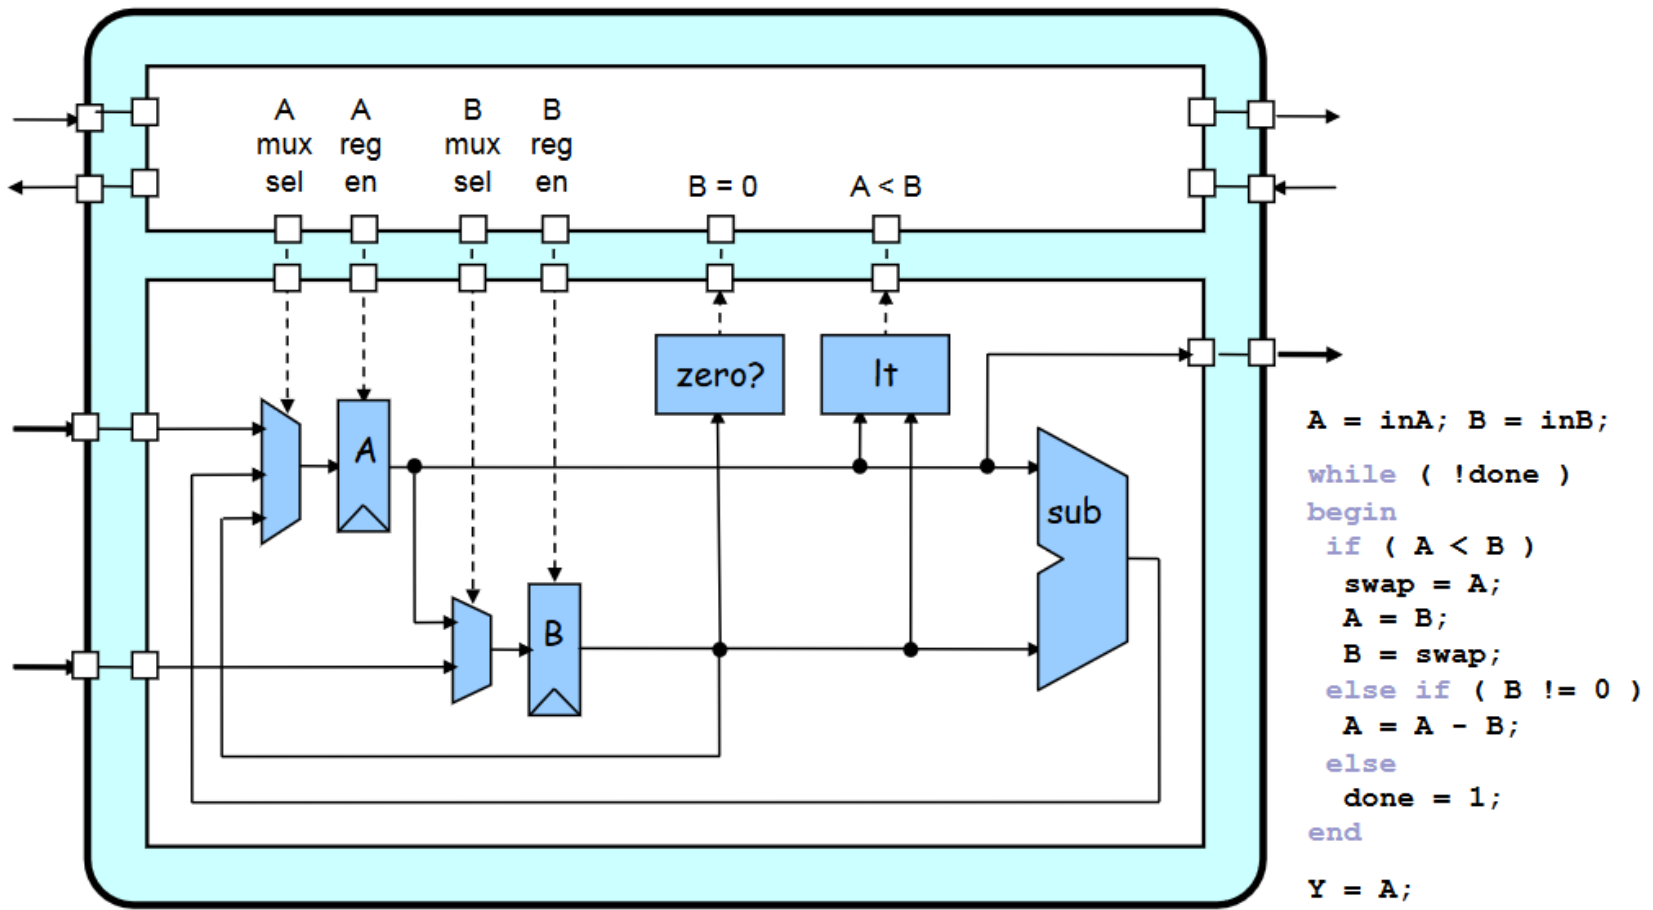 A
mux
sel
A
reg
en
B
mux
sel
B
reg
en
B = 0
A < B
zero?
lt
A
sub
B
A = inA; B = inB;
while ( !done )
begin
if ( A < B )
swap = A;
A = B;
B = swap;
else if ( B != 0 )
A = A - B;
else
done = 1;
end
Y = A;